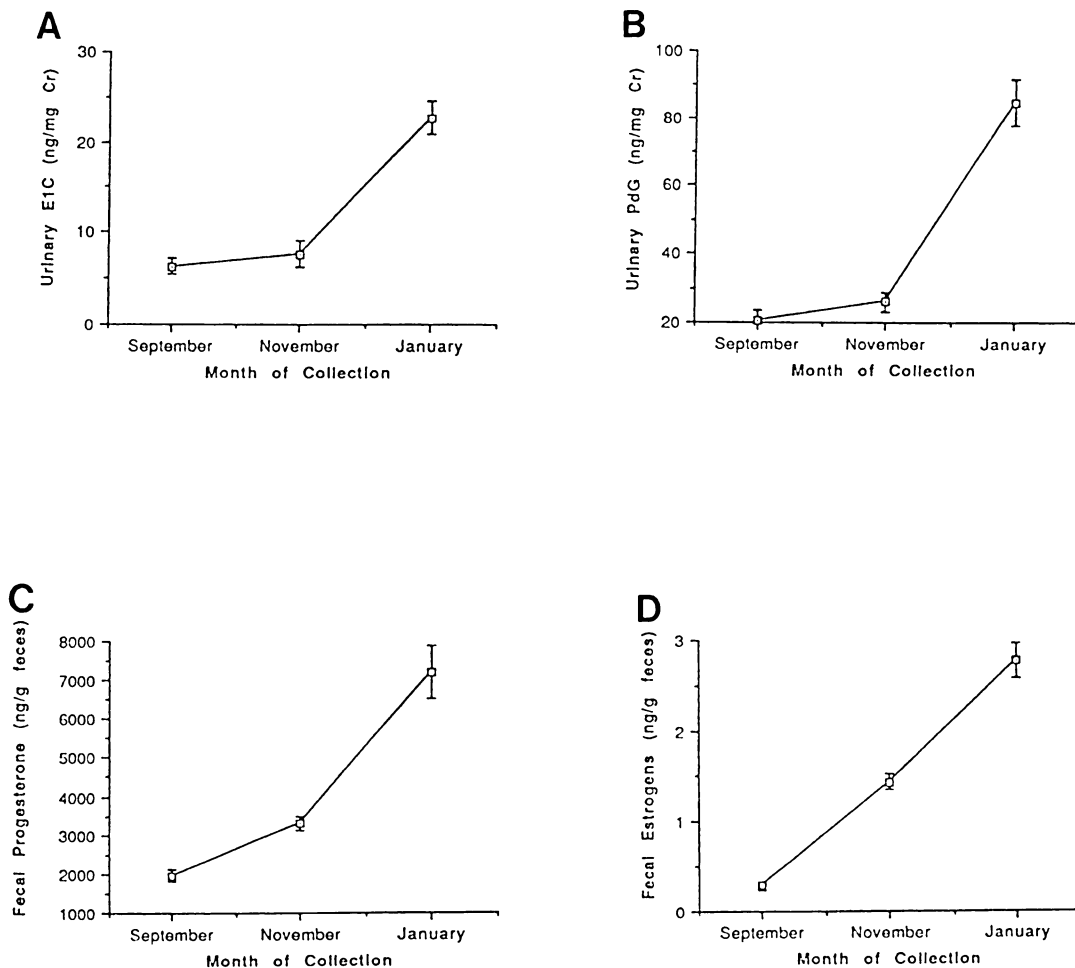 A
Urinary E1C (ng/mg Cr)
30
20
10
0
September November January
Month of Collection
B
Urinary PdG (ng/mg Cr)
100
80
60
40
20
September November January
Month of Collection
C
Fecal Progesterone (ng/g feces)
8000
7000
6000
5000
4000
3000
2000
1000
September November January
Month of Collection
D
Fecal Estrogens (ng/g feces)
3
2
1
0
September November January
Month of Collection